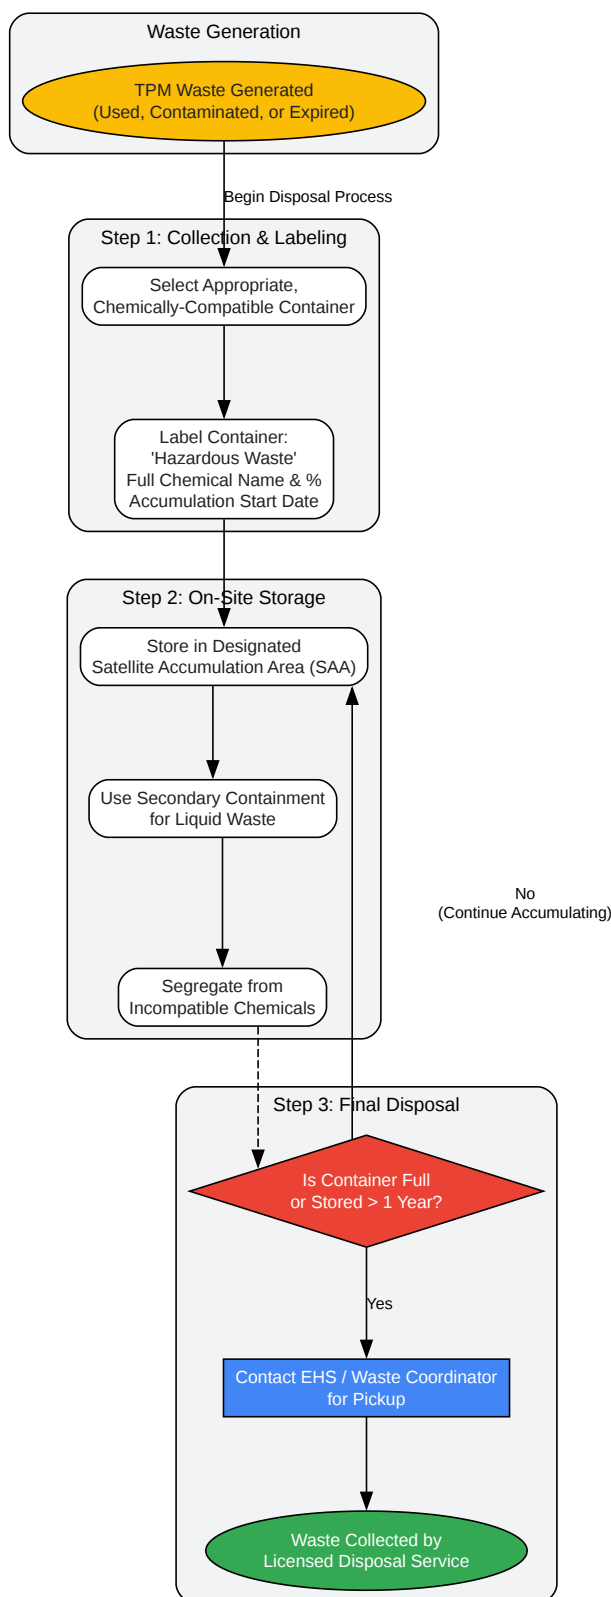 Waste Generation
TPM Waste Generated
(Used, Contaminated, or Expired)
Begin Disposal Process
Step 1: Collection & Labeling
Select Appropriate,
Chemically-Compatible Container
Label Container:
'Hazardous Waste'
Full Chemical Name & %
Accumulation Start Date
Step 2: On-Site Storage
Store in Designated
Satellite Accumulation Area (SAA)
Use Secondary Containment
for Liquid Waste
No
(Continue Accumulating)
Segregate from
Incompatible Chemicals
Step 3: Final Disposal
Is Container Full
or Stored > 1 Year?
Yes
Contact EHS / Waste Coordinator
for Pickup
Waste Collected by
Licensed Disposal Service